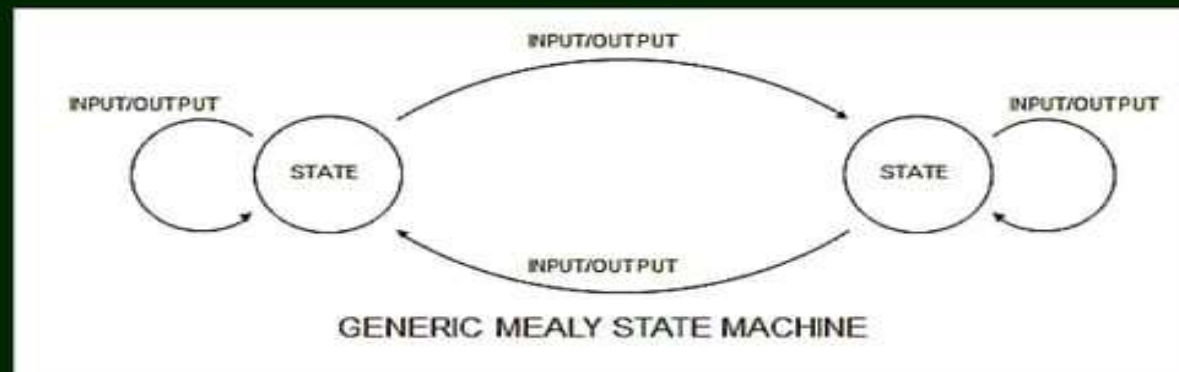 INPUT/OUTPUT
INPUT/OUTPUT
INPUT/OUTPUT
STATE
STATE
INPUT/OUTPUT
GENERIC MEALY STATE MACHINE